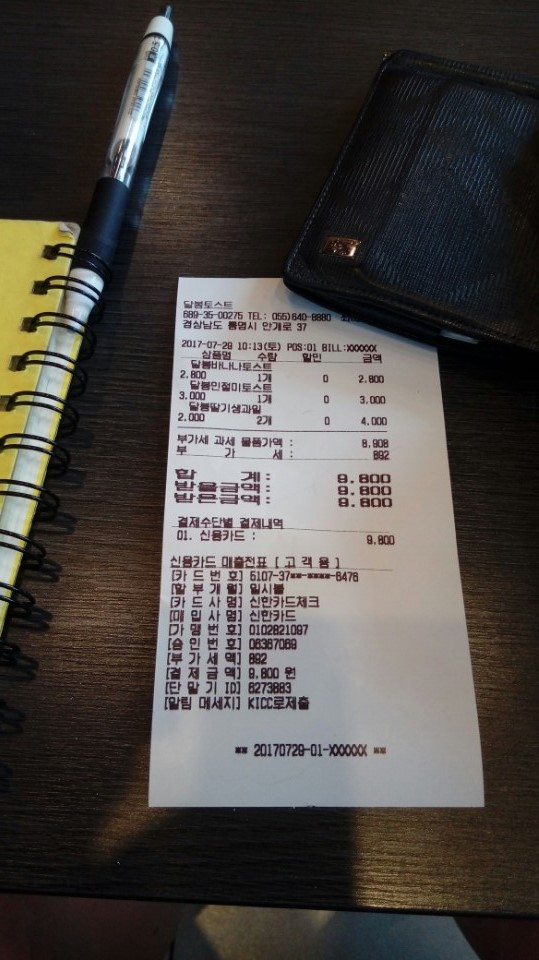 달봉토스트
689-35-00275 TEL: 055)640-8880
경상남도 통영시 안개로 37
2017-07-29 10:13(토) POS:01 BILL:XXXXXX
상품명 수량 할인 금액
달봉바나나토스트
2,800 1개 0 2,800
달봉인절미토스트
3,000 1개 0 3,000
달봉딸기생과일
2,000 2개 0 4,000
부가세 과세 물품가액 : 8,908
부 가 세 : 892
합 계: 9,800
받을금액: 9,800
받은금액: 9,800
결제수단별 결제내역
01. 신용카드 : 9,800
신용카드 매출전표 [ 고 객 용 ]
[카 드 번 호] 5107-37**-****-6476
[할 부 개 월] 일시불
[카 드 사 명] 신한카드체크
[매 입 사 명] 신한카드
[가 맹 번 호] 0102821097
[승 인 번 호] 06367069
[부 가 세 액] 892
[결 제 금 액] 9,800 원
[단 말 기 ID] 8273883
[알림 메세지] KICC로제출
** 20170729-01-XXXXXX **